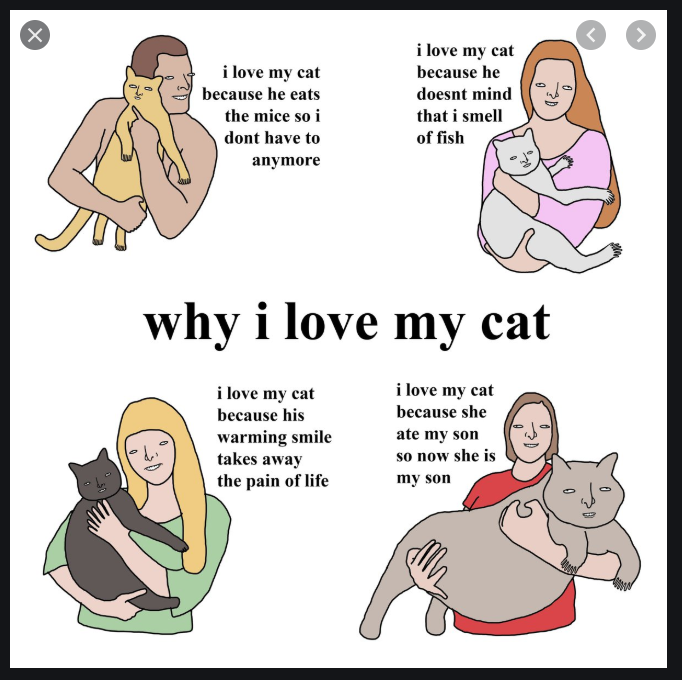 i love my cat
because he eats
the mice so i
dont have to
anymore
i love my cat
because he
doesnt mind
that i smell
of fish
why i love my cat
i love my cat
because his
warming smile
takes away
the pain of life
i love my cat
because she
ate my son
so now she is
my son